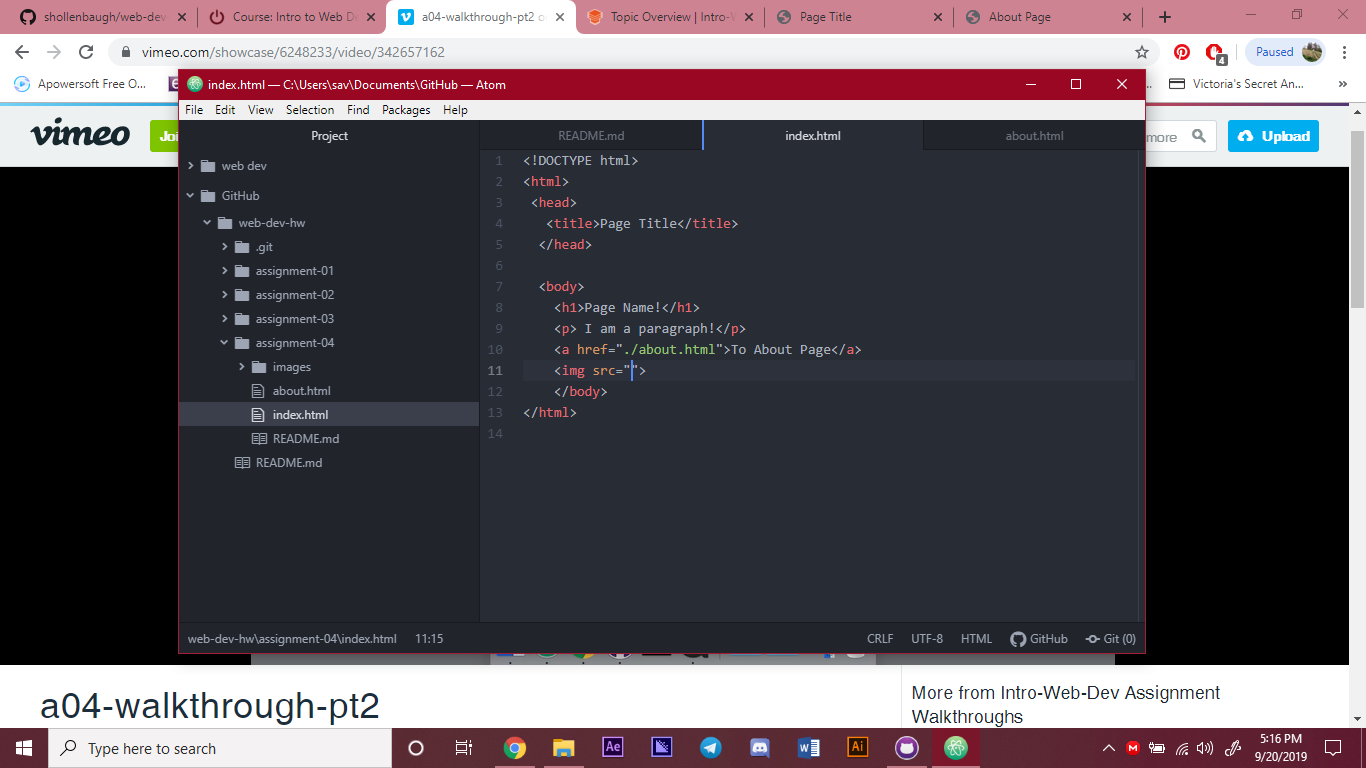 shollenbaugh/web-dev
Course: Intro to Web De
a04-walkthrough-pt2 o
Topic Overview | Intro-W
Page Title
About Page
vimeo.com/showcase/6248233/video/342657162
4
Paused
Apowersoft Free O...
Victoria's Secret An...
»
index.html — C:\Users\sav\Documents\GitHub — Atom
File Edit View Selection Find Packages Help
vimeo
Joi
more
Upload
Project
README.md
index.html
about.html
web dev
GitHub
web-dev-hw
.git
assignment-01
assignment-02
assignment-03
assignment-04
images
about.html
index.html
README.md
README.md
1 <!DOCTYPE html>
2 <html>
3 <head>
4 <title>Page Title</title>
5 </head>
6
7 <body>
8 <h1>Page Name!</h1>
9 <p> I am a paragraph!</p>
10 <a href="./about.html">To About Page</a>
11 <img src="">
12 </body>
13 </html>
14
web-dev-hw\assignment-04\index.html 11:15
CRLF UTF-8 HTML GitHub Git (0)
a04-walkthrough-pt2
More from Intro-Web-Dev Assignment
Walkthroughs
Type here to search
Ae
W
Ai
M
5:16 PM
9/20/2019